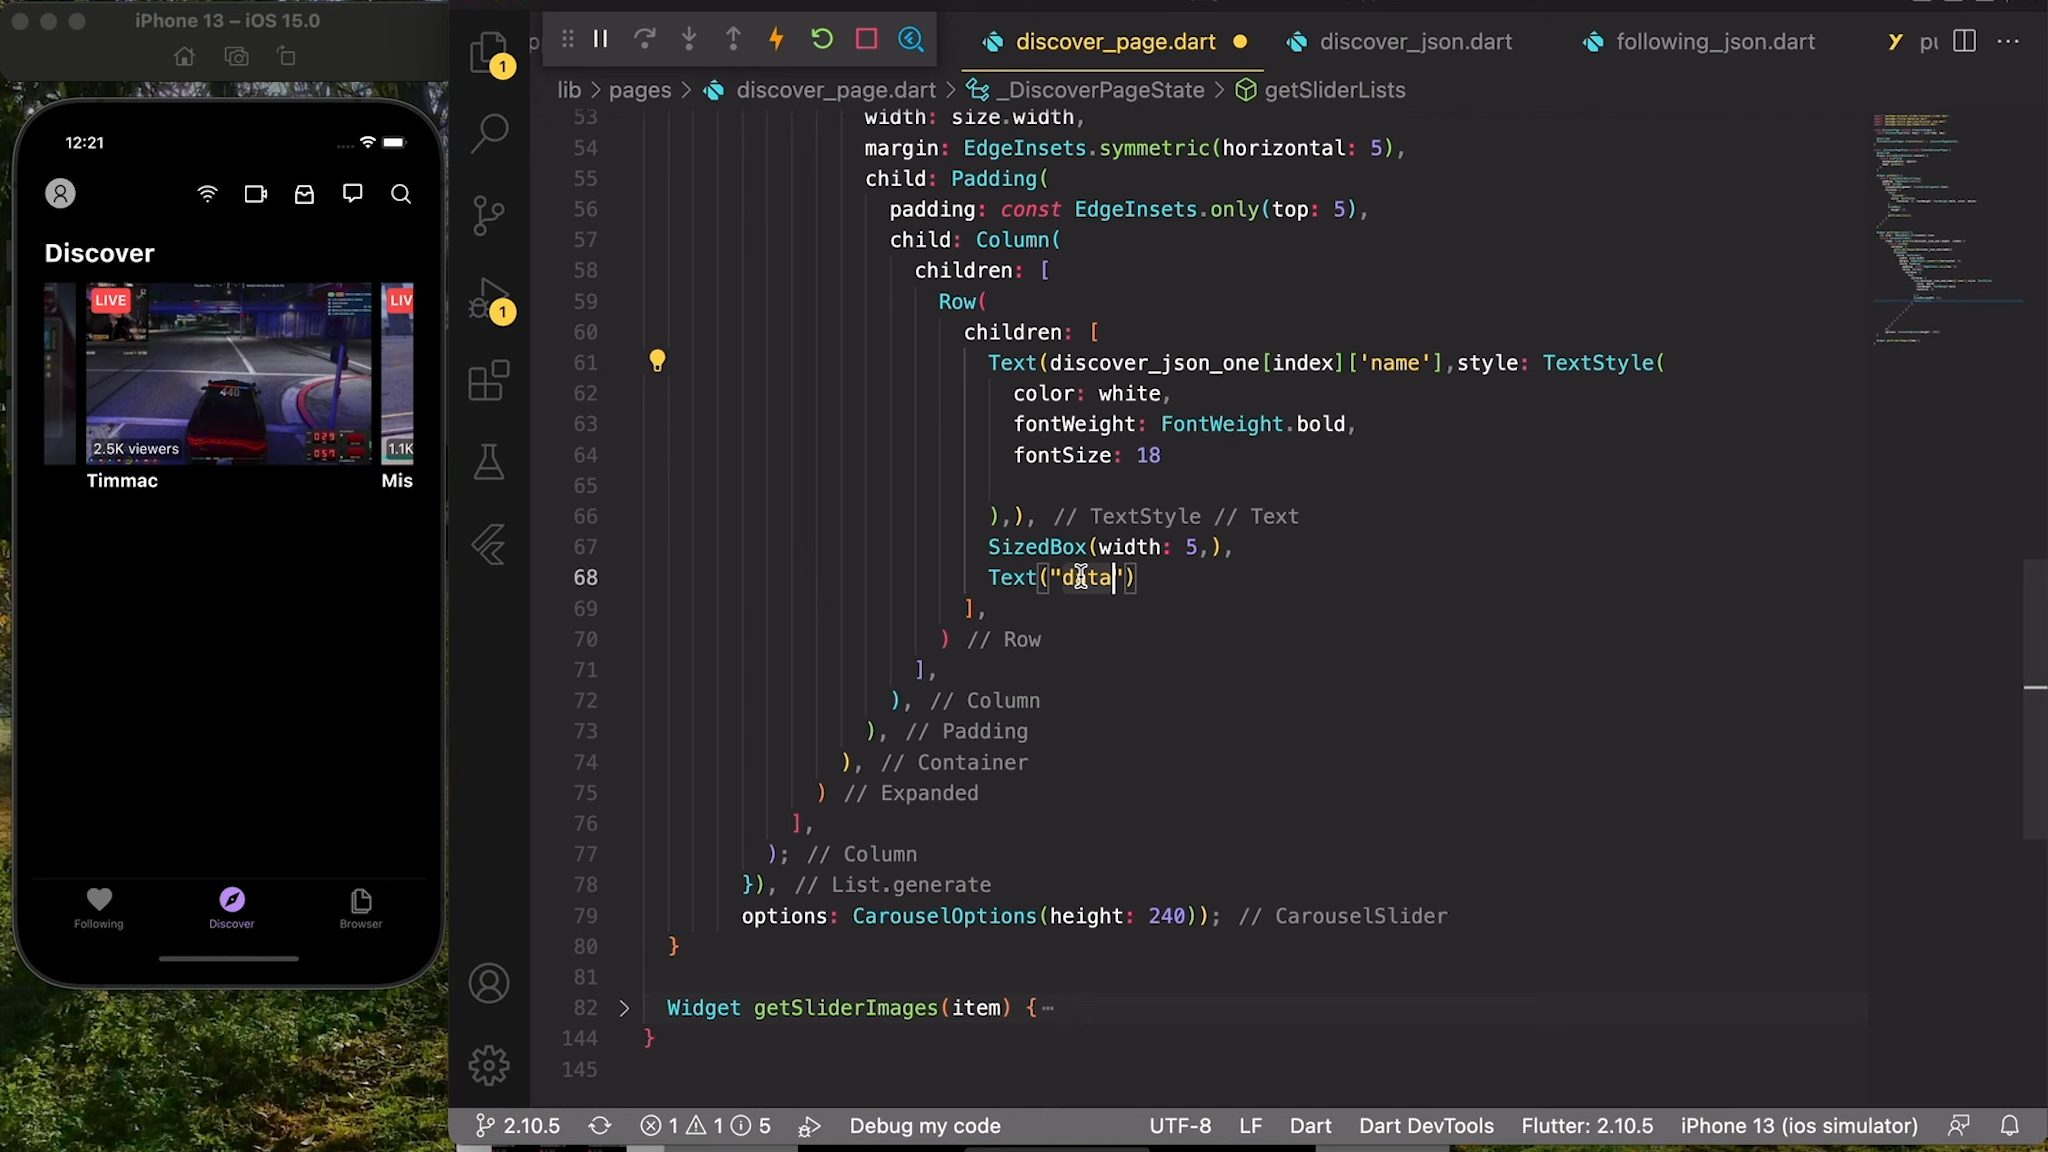 iPhone 13 – iOS 15.0
12:21
Discover
LIVE
LIV
2.5K viewers
1.1K
Timmac
Mis
Following
Discover
Browser
1
1
discover_page.dart
discover_json.dart
following_json.dart
pu
lib > pages > discover_page.dart > _DiscoverPageState > getSliderLists
53 width: size.width,
54 margin: EdgeInsets.symmetric(horizontal: 5),
55 child: Padding(
56 padding: const EdgeInsets.only(top: 5),
57 child: Column(
58 children: [
59 Row(
60 children: [
61 Text(discover_json_one[index]['name'],style: TextStyle(
62 color: white,
63 fontWeight: FontWeight.bold,
64 fontSize: 18
65
66 ),), // TextStyle // Text
67 SizedBox(width: 5,),
68 Text("data")
69 ],
70 ) // Row
71 ],
72 ), // Column
73 ), // Padding
74 ), // Container
75 ) // Expanded
76 ],
77 ); // Column
78 }), // List.generate
79 options: CarouselOptions(height: 240)); // CarouselSlider
80 }
81
82 Widget getSliderImages(item) {⋯
144 }
145
2.10.5 1 1 5 Debug my code UTF-8 LF Dart Dart DevTools Flutter: 2.10.5 iPhone 13 (ios simulator)